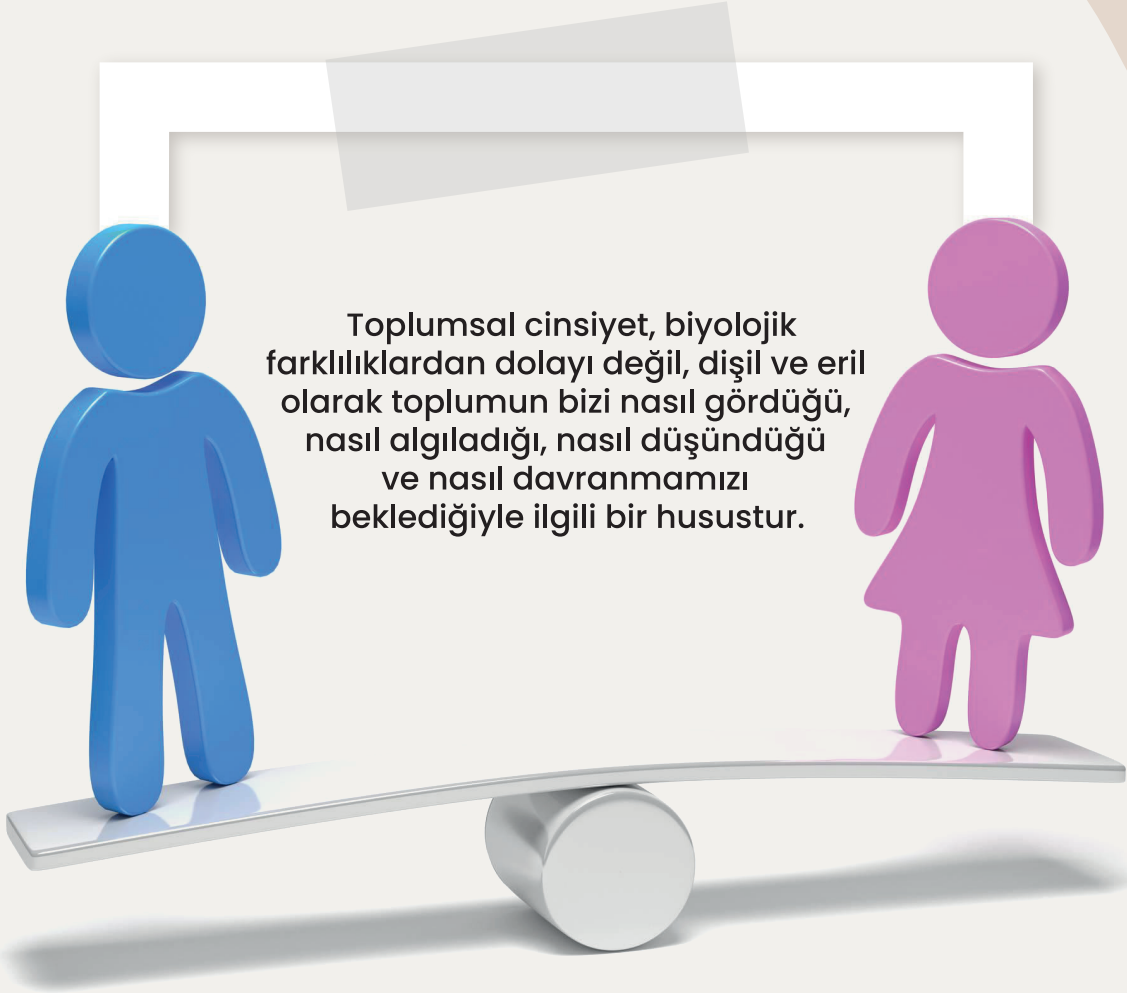 Toplumsal cinsiyet, biyolojik
farklılıklardan dolayı değil, dişil ve eril
olarak toplumun bizi nasıl gördüğü,
nasıl algıladığı, nasıl düşündüğü
ve nasıl davranmamızı
beklediğiyle ilgili bir husustur.